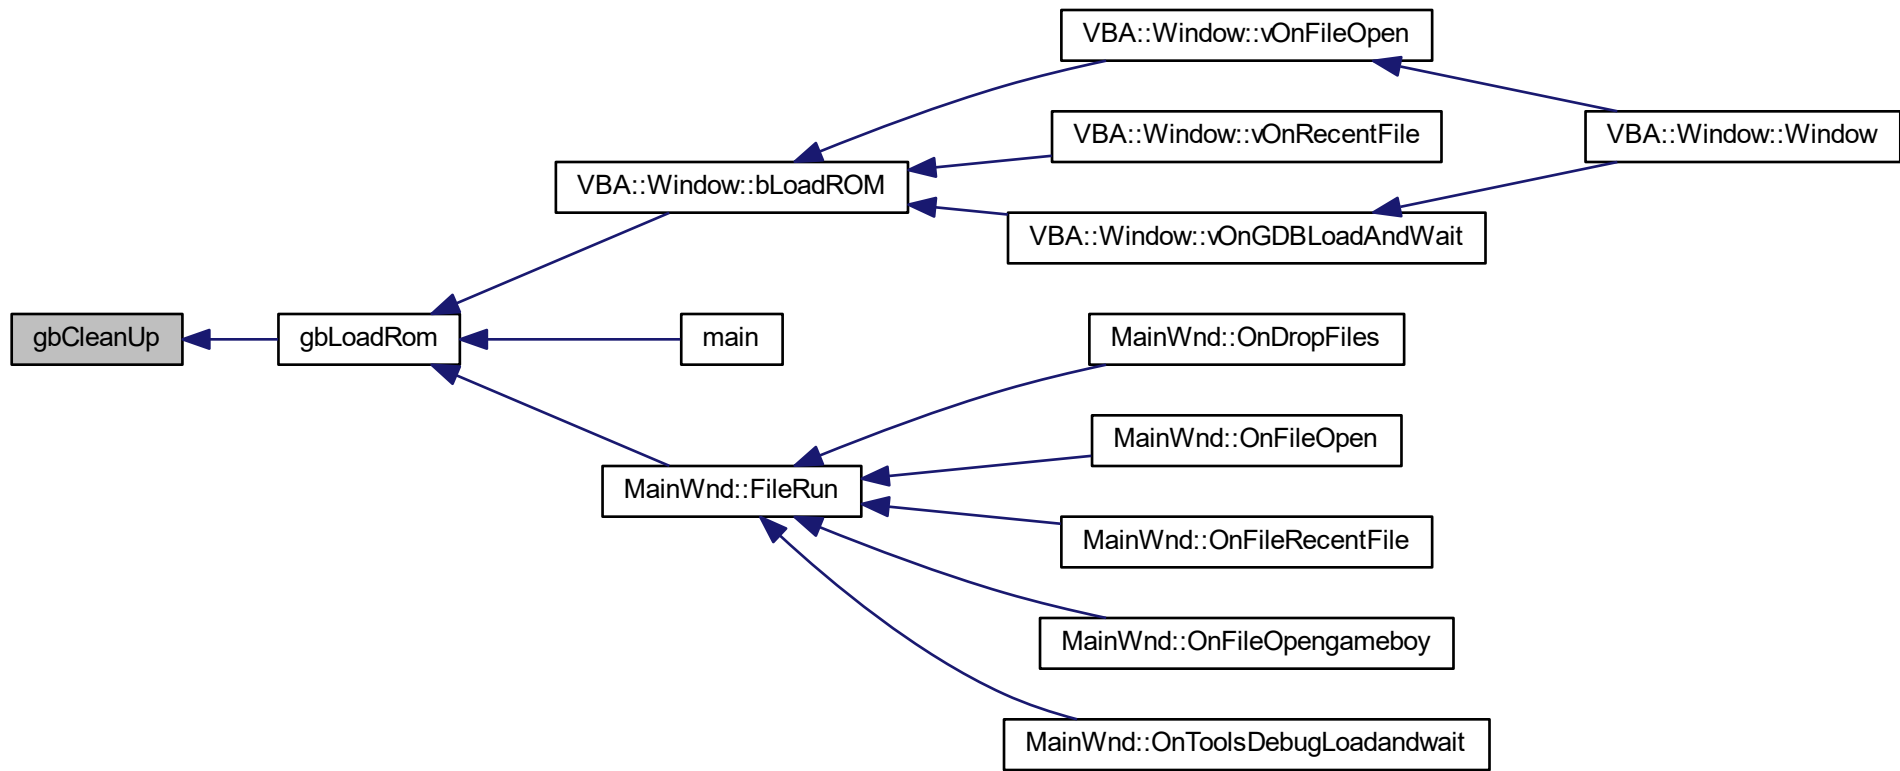 VBA::Window::vOnFileOpen
VBA::Window::vOnRecentFile
VBA::Window::Window
VBA::Window::bLoadROM
VBA::Window::vOnGDBLoadAndWait
gbCleanUp
gbLoadRom
main
MainWnd::OnDropFiles
MainWnd::OnFileOpen
MainWnd::FileRun
MainWnd::OnFileRecentFile
MainWnd::OnFileOpengameboy
MainWnd::OnToolsDebugLoadandwait